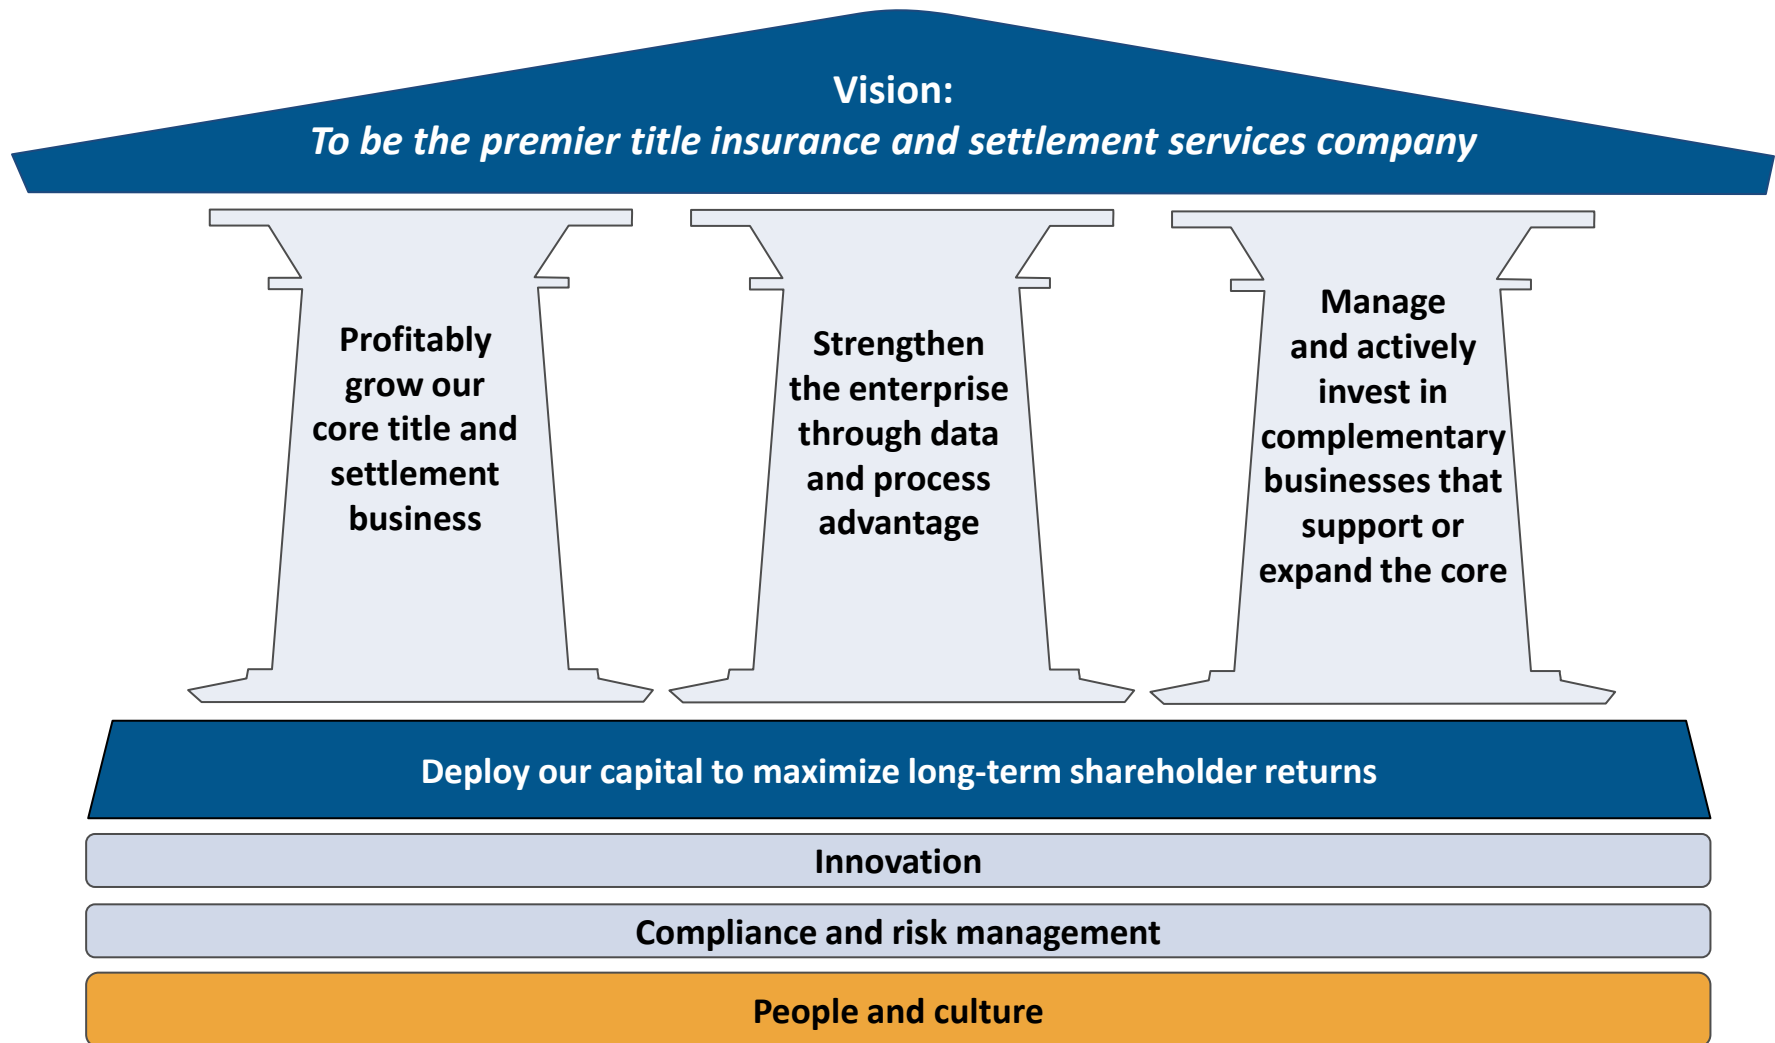 Vision:
To be the premier title insurance and settlement services company
Profitably
grow our
core title and
settlement
business
Strengthen
the enterprise
through data
and process
advantage
Manage
and actively
invest in
complementary
businesses that
support or
expand the core
Deploy our capital to maximize long-term shareholder returns
Innovation
Compliance and risk management
People and culture